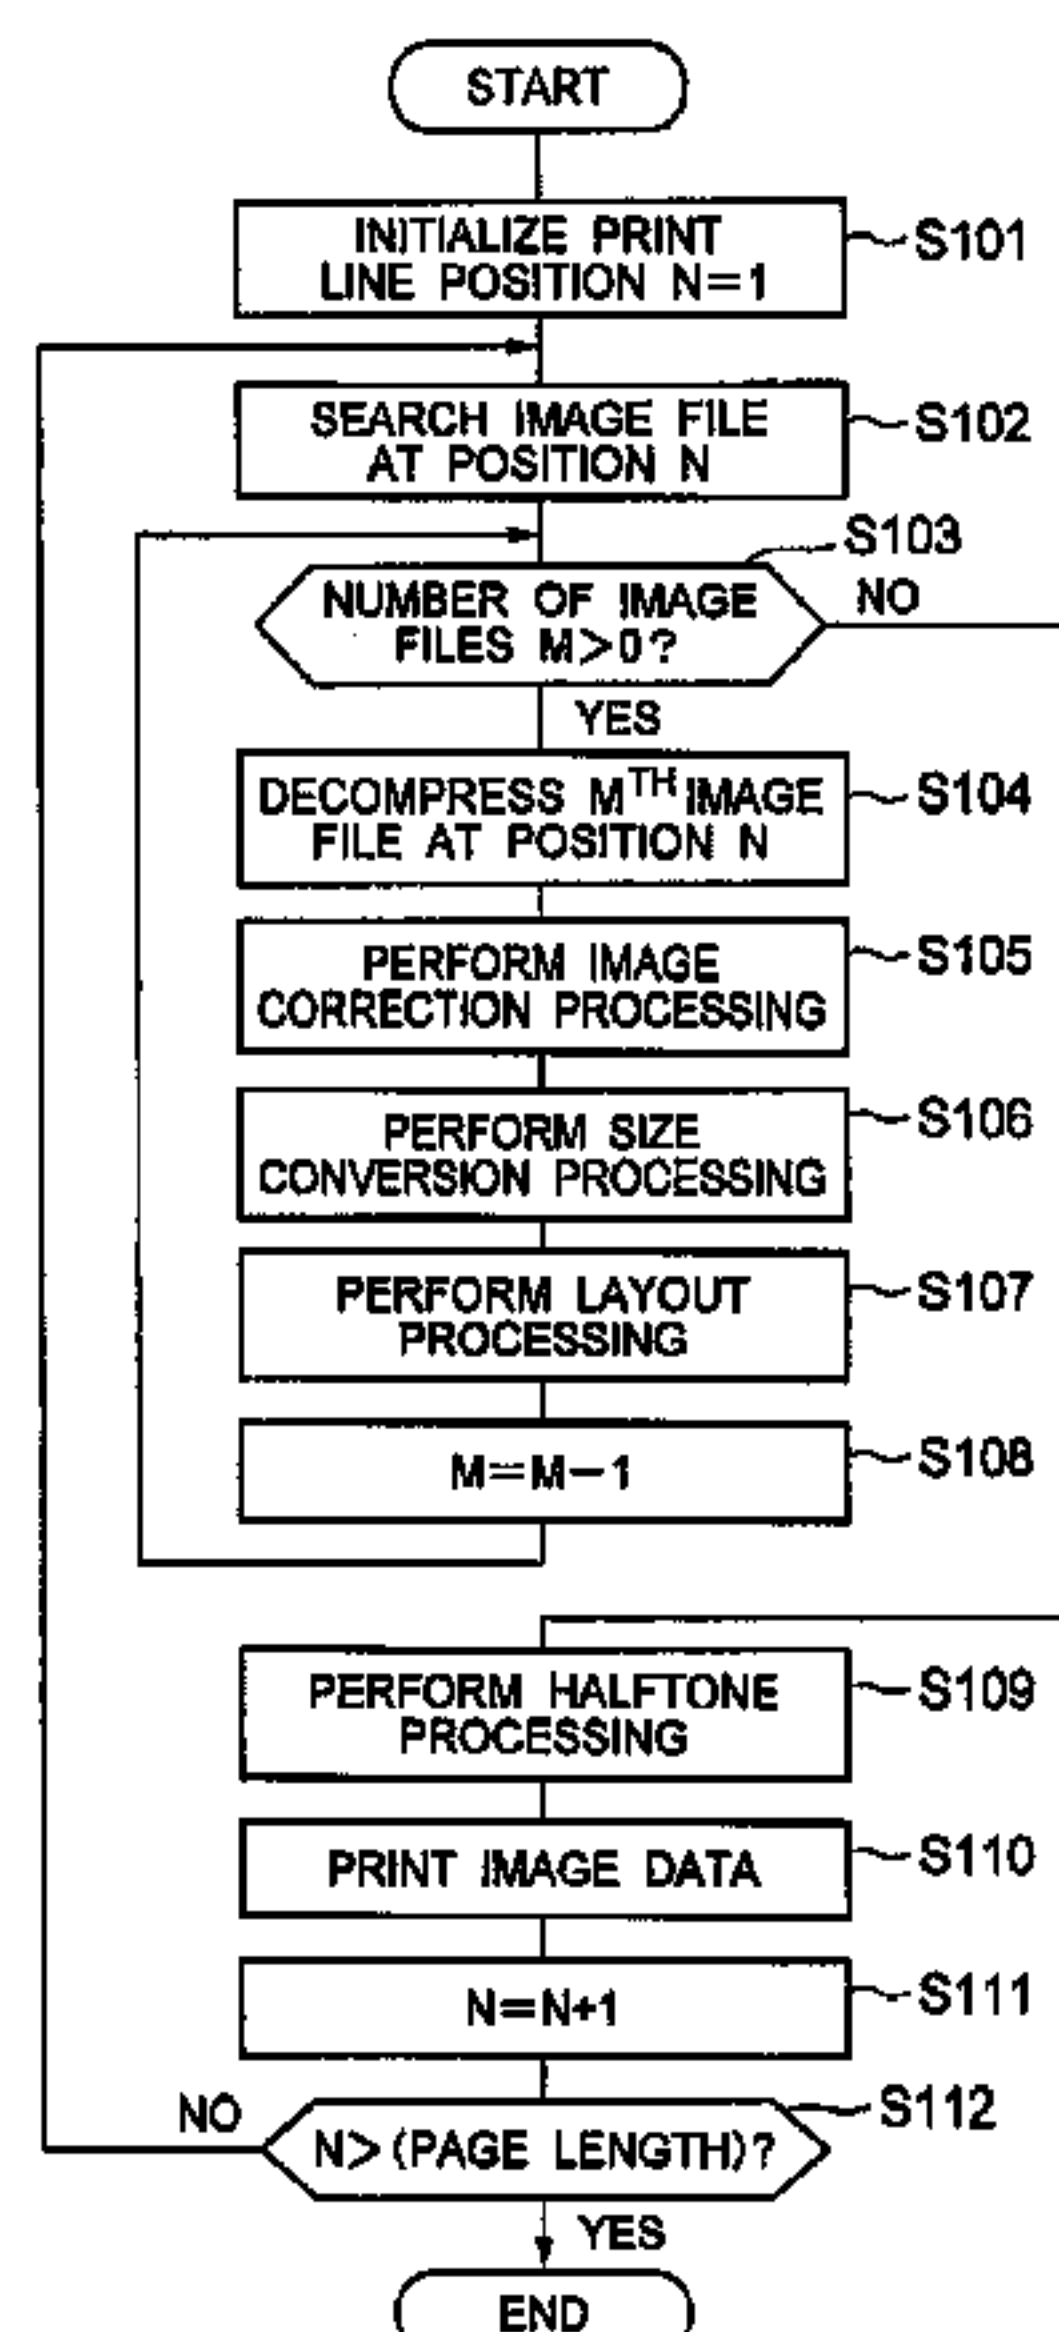 START
INITIALIZE PRINT
LINE POSITION N=1
S101
SEARCH IMAGE FILE
AT POSITION N
S102
S103
NUMBER OF IMAGE
FILES M>0?
NO
YES
DECOMPRESS MTH IMAGE
FILE AT POSITION N
S104
PERFORM IMAGE
CORRECTION PROCESSING
S105
PERFORM SIZE
CONVERSION PROCESSING
S106
PERFORM LAYOUT
PROCESSING
S107
M=M-1
S108
PERFORM HALFTONE
PROCESSING
S109
PRINT IMAGE DATA
S110
N=N+1
S111
NO
S112
N>(PAGE LENGTH)?
YES
END